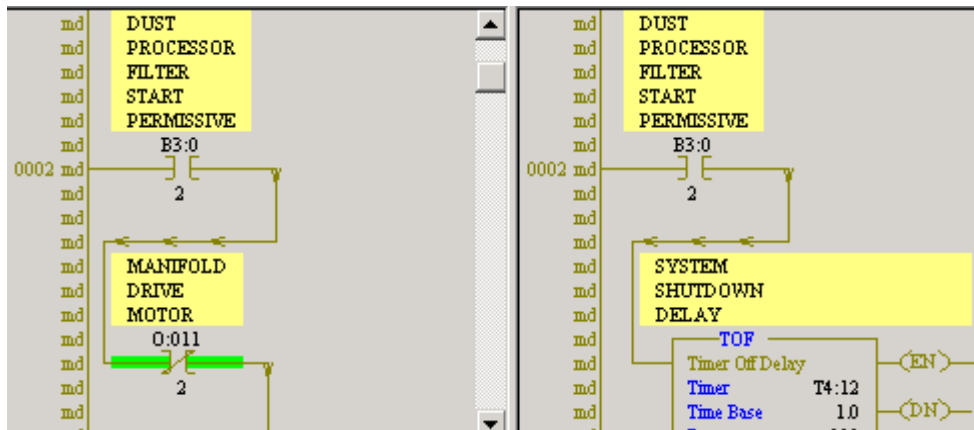 md DUST
md PROCESSOR
md FILTER
md START
md PERMISSIVE
md B3:0
0002 md
md 2
md
md
md MANIFOLD
md DRIVE
md MOTOR
md O:011
md
md 2
md
md DUST
md PROCESSOR
md FILTER
md START
md PERMISSIVE
md B3:0
0002 md
md 2
md
md
md SYSTEM
md SHUTDOWN
md DELAY
md TOF
md Timer Off Delay (EN)
md Timer T4:12
md Time Base 1.0 (DN)